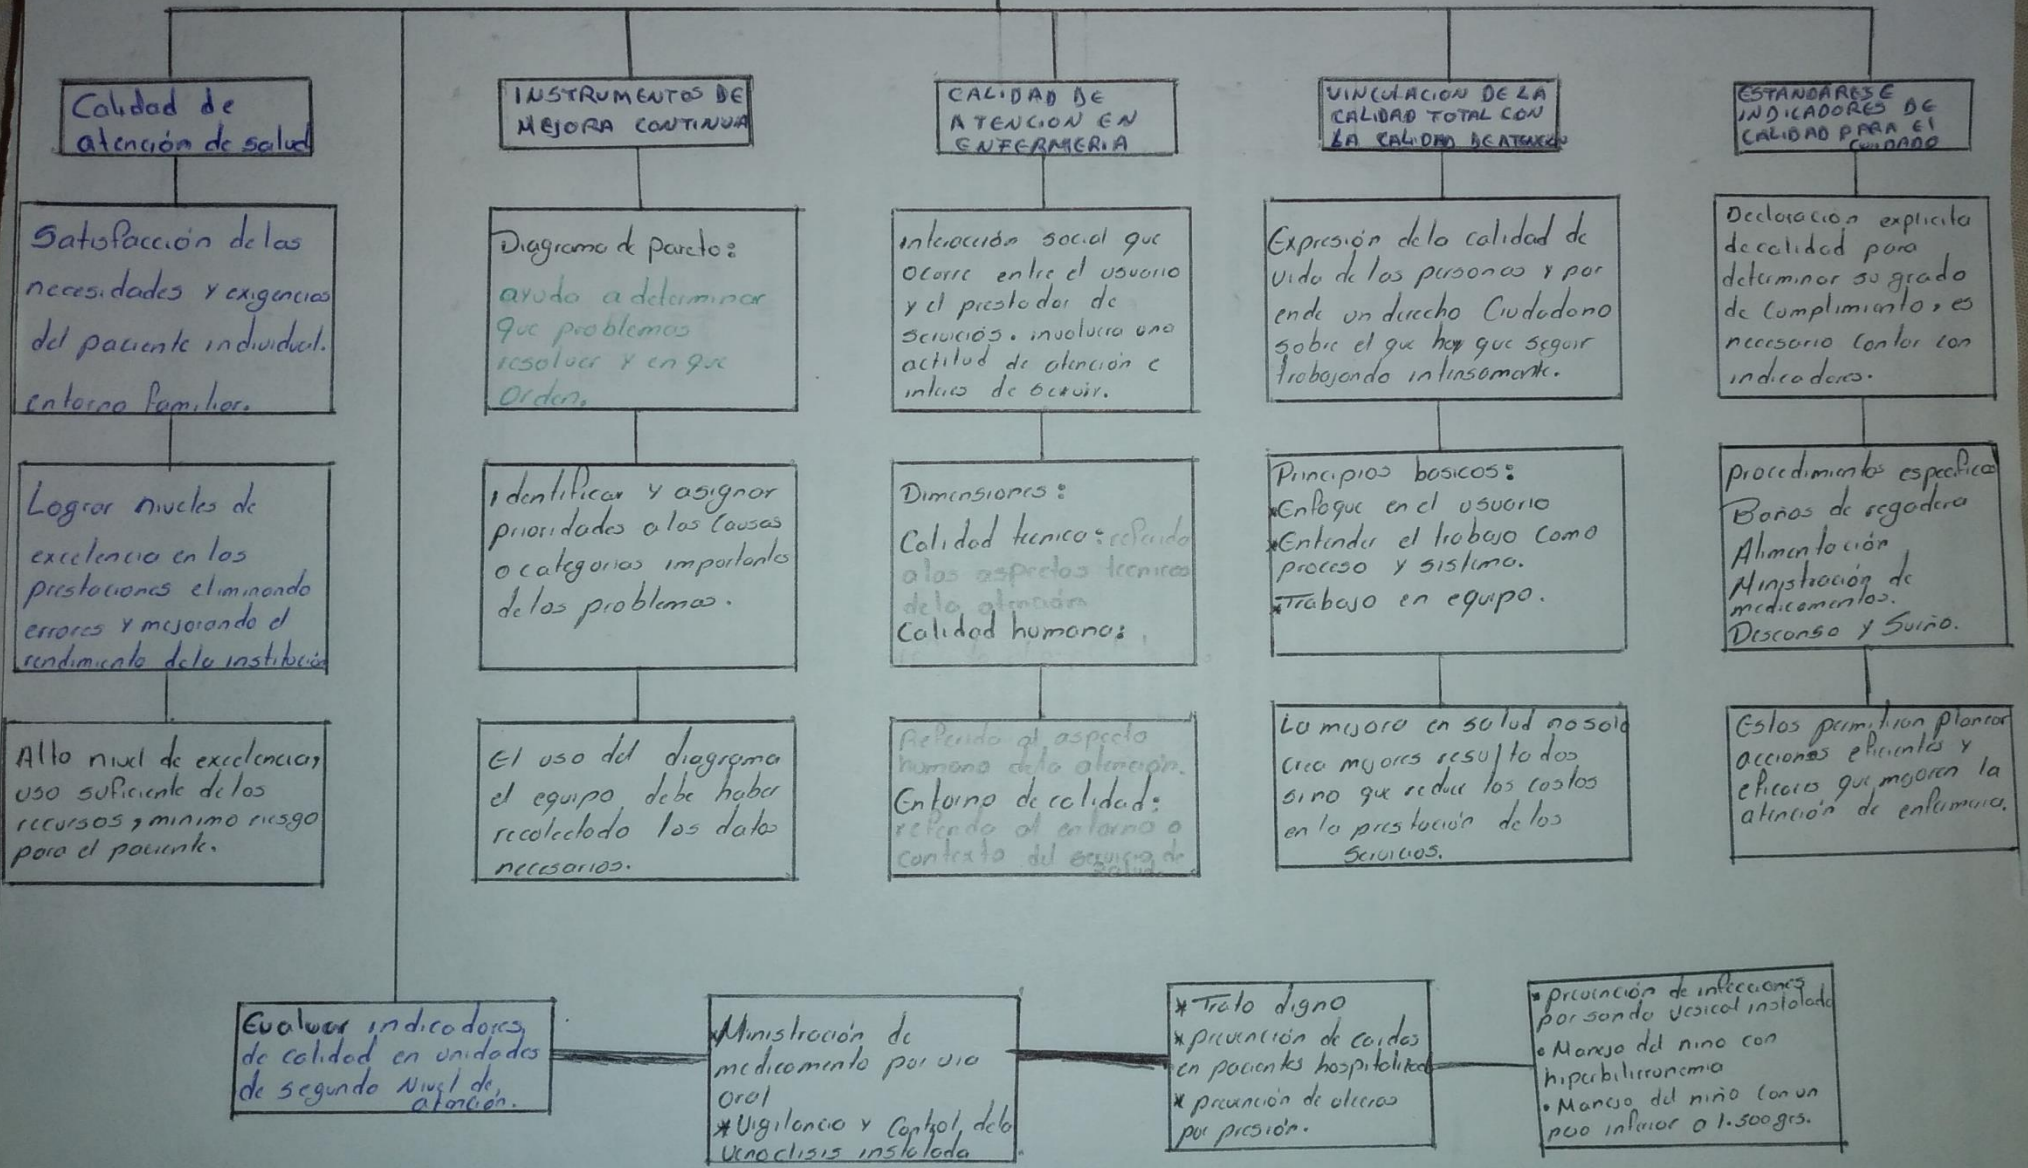 Calidad de
atención de salud
Satisfacción de las
necesidades y exigencias
del paciente individual.
entorno familiar.
Lograr niveles de
excelencia en las
prestaciones eliminando
errores y mejorando el
rendimiento de la institución
Alto nivel de excelencia,
uso suficiente de los
recursos, minimo riesgo
para el paciente.
INSTRUMENTOS DE
MEJORA CONTINUA
Diagrama de pareto:
ayuda a determinar
que problemas
resolver y en que
Orden.
identificar y asignar
prioridades a las causas
o categorias importantes
de los problemas.
El uso del diagrama
el equipo debe haber
recolectado los datos
necesarios.
CALIDAD DE
ATENCION EN
ENFERMERIA
interacción social que
ocurre entre el usuario
y el prestador de
servicios. involucra una
actitud de atención e
interes de servir.
Dimensiones:
Calidad tecnica: referido
a los aspectos tecnicos
de la atención
Calidad humana:
Referido al aspecto
humano de la atención.
Entorno de calidad:
referido al entorno o
contexto del servicio de
salud.
VINCULACION DE LA
CALIDAD TOTAL CON
LA CALIDAD DE ATENCION
Expresión de la calidad de
vida de las personas y por
ende un derecho Ciudadano
sobre el que hay que seguir
trabajando intensamente.
Principios basicos:
*Enfoque en el usuario
*Entender el trabajo como
proceso y sistema.
*Trabajo en equipo.
La mejora en salud no solo
crea mejores resultados
sino que reduce los costos
en la prestación de los
servicios.
ESTANDARES E
INDICADORES DE
CALIDAD PARA El
CUIDADO
Declaración explicita
de calidad para
determinar su grado
de cumplimiento, es
necesario contar con
indicadores.
procedimientos especificos
Baños de regadera
Alimentación
Ministración de
medicamentos.
Descanso y Sueño.
Estos permitiran plantear
acciones eficientes y
eficaces que mejoren la
atención de enfermeria.
Evaluar indicadores
de calidad en unidades
de segundo Nivel de
atención.
*Ministración de
medicamento por via
oral
*Vigilancia y Control de la
venoclisis instalada
* Trato digno
* prevención de caidas
en pacientes hospitalizados
* prevención de ulceras
por presión.
• prevención de infecciones
por sonda vesical instalada
• Manejo del nino con
hiperbilirronemia
• Manejo del niño con un
peso inferior a 1.500grs.